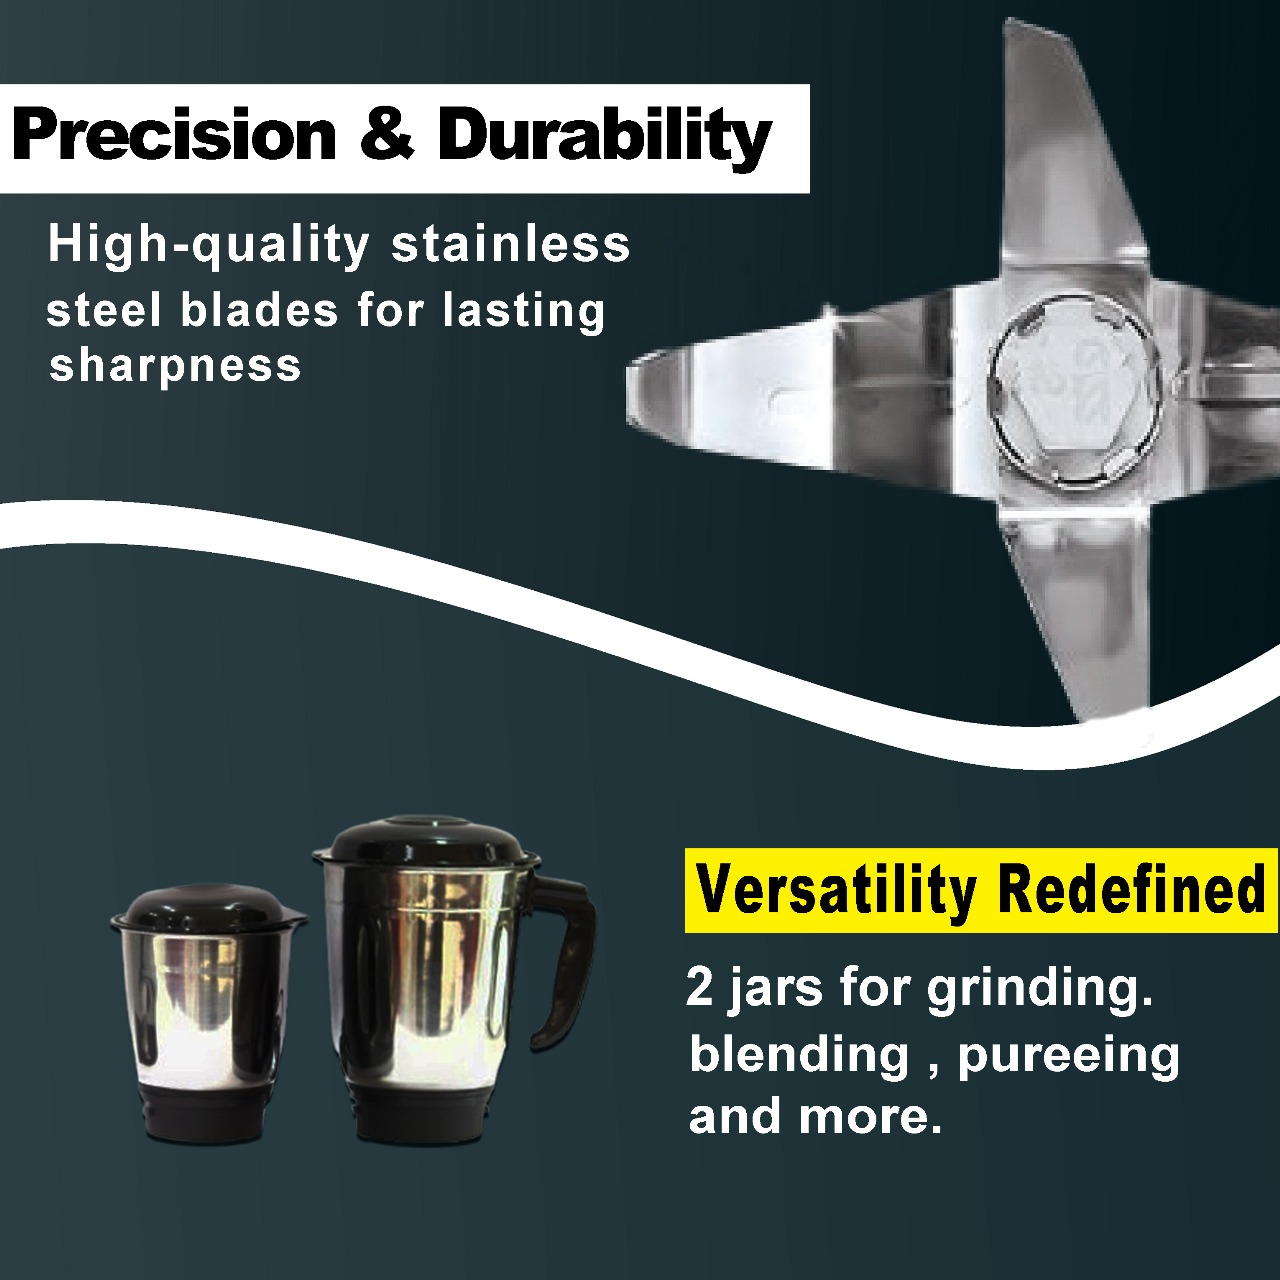 Precision & Durability
High-quality stainless
steel blades for lasting
sharpness
Versatility Redefined
2 jars for grinding.
blending , pureeing
and more.